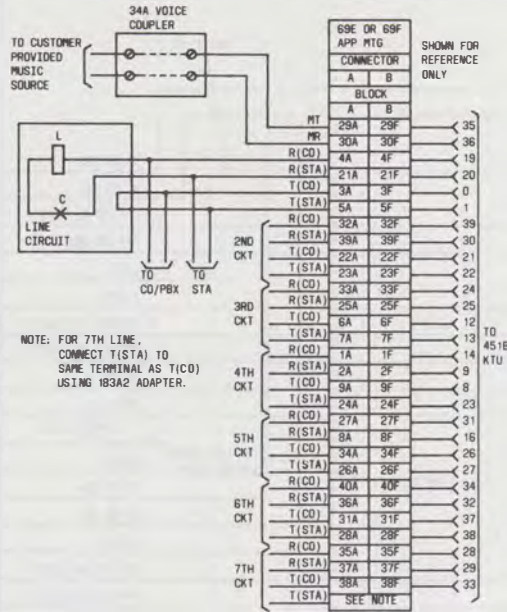 34A VOICE
COUPLER
TO CUSTOMER
PROVIDED
MUSIC
SOURCE
69E OR 69F
APP MTG
CONNECTOR
A B
BLOCK
A B
SHOWN FOR
REFERENCE
ONLY
MT 29A 29F 35
MR 30A 30F 36
R(CO) 4A 4F 19
R(STA) 21A 21F 20
T(CO) 3A 3F 0
T(STA) 5A 5F 1
L
C
LINE
CIRCUIT
TO
CO/PBX
TO
STA
2ND
CKT
R(CO) 32A 32F 39
R(STA) 39A 39F 30
T(CO) 22A 22F 21
T(STA) 23A 23F 22
3RD
CKT
R(CO) 33A 33F 24
R(STA) 25A 25F 25
T(CO) 6A 6F 12
T(STA) 7A 7F 13
NOTE: FOR 7TH LINE,
CONNECT T(STA) TO
SAME TERMINAL AS T(CO)
USING 183A2 ADAPTER.
4TH
CKT
R(CO) 1A 1F 14
R(STA) 2A 2F 9
T(CO) 9A 9F 8
T(STA) 24A 24F 23
TO
451B
KTU
5TH
CKT
R(CO) 27A 27F 31
R(STA) 8A 8F 16
T(CO) 34A 34F 26
T(STA) 26A 26F 27
6TH
CKT
R(CO) 40A 40F 34
R(STA) 36A 36F 32
T(CO) 31A 31F 37
T(STA) 28A 28F 38
7TH
CKT
R(CO) 35A 35F 28
R(STA) 37A 37F 29
T(CO) 38A 38F 33
T(STA) SEE NOTE